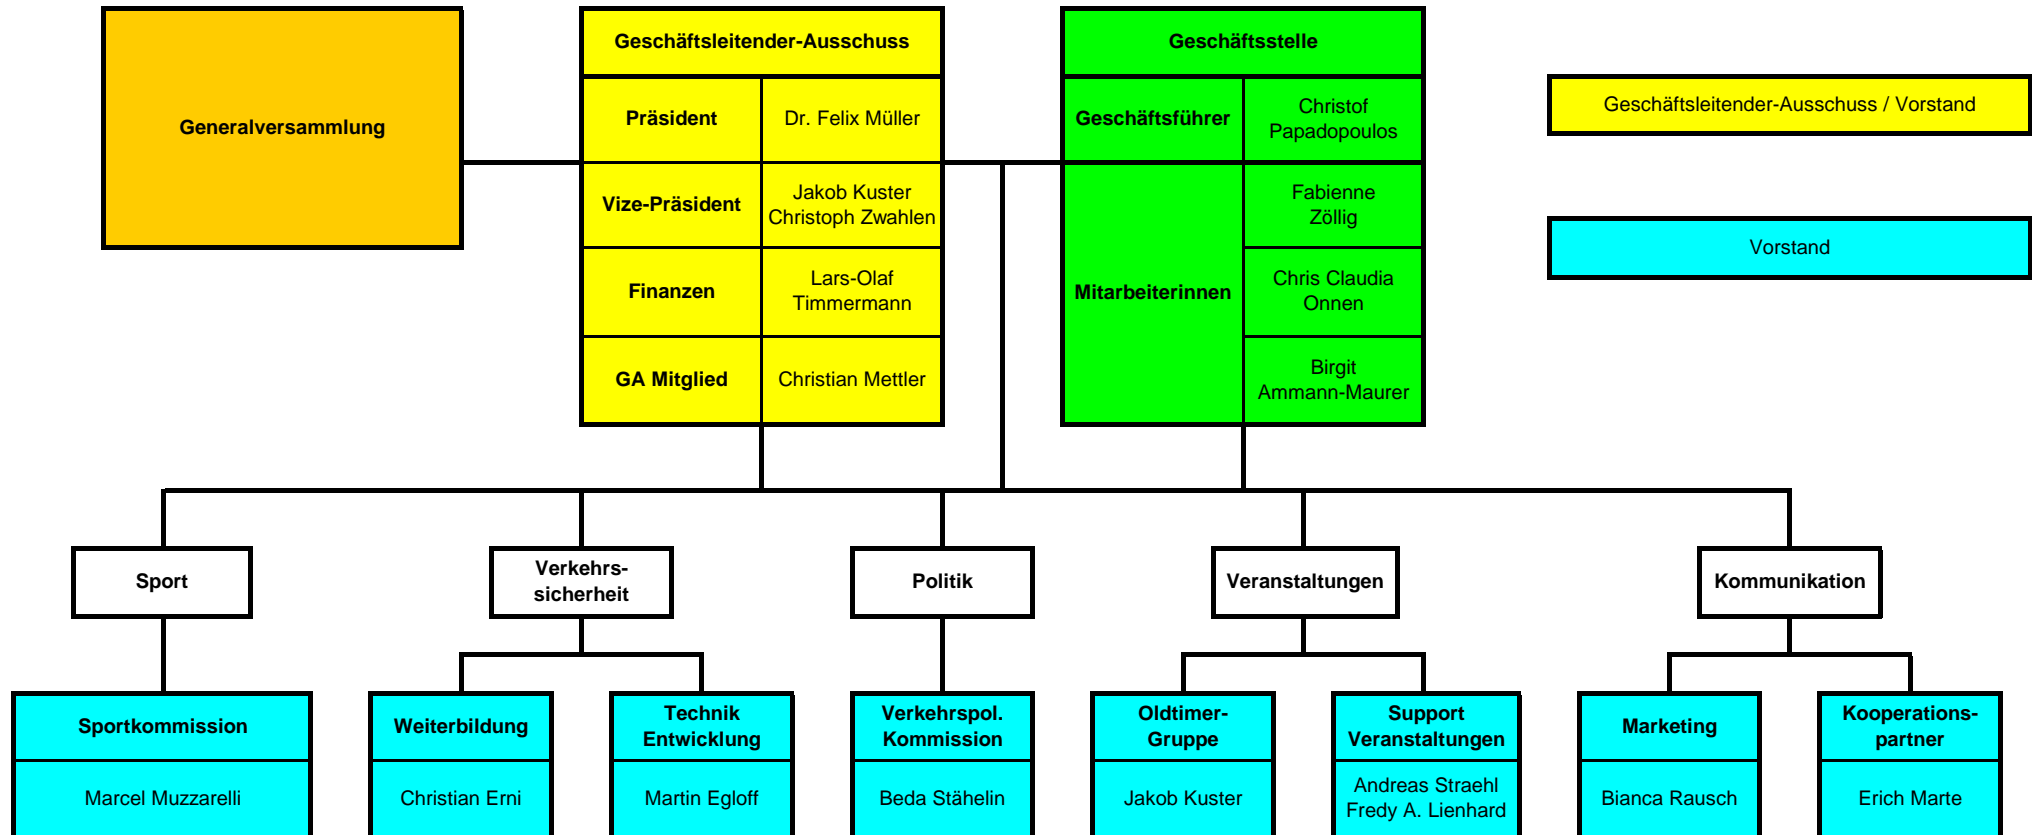 Generalversammlung
Geschäftsleitender-Ausschuss
Präsident
Dr. Felix Müller
Vize-Präsident
Jakob Kuster
Christoph Zwahlen
Finanzen
Lars-Olaf
Timmermann
GA Mitglied
Christian Mettler
Geschäftsstelle
Geschäftsführer
Christof
Papadopoulos
Mitarbeiterinnen
Fabienne
Zöllig
Chris Claudia
Onnen
Birgit
Ammann-Maurer
Geschäftsleitender-Ausschuss / Vorstand
Vorstand
Sport
Verkehrs-
sicherheit
Politik
Veranstaltungen
Kommunikation
Sportkommission
Marcel Muzzarelli
Weiterbildung
Christian Erni
Technik
Entwicklung
Martin Egloff
Verkehrspol.
Kommission
Beda Stähelin
Oldtimer-
Gruppe
Jakob Kuster
Support
Veranstaltungen
Andreas Straehl
Fredy A. Lienhard
Marketing
Bianca Rausch
Kooperations-
partner
Erich Marte